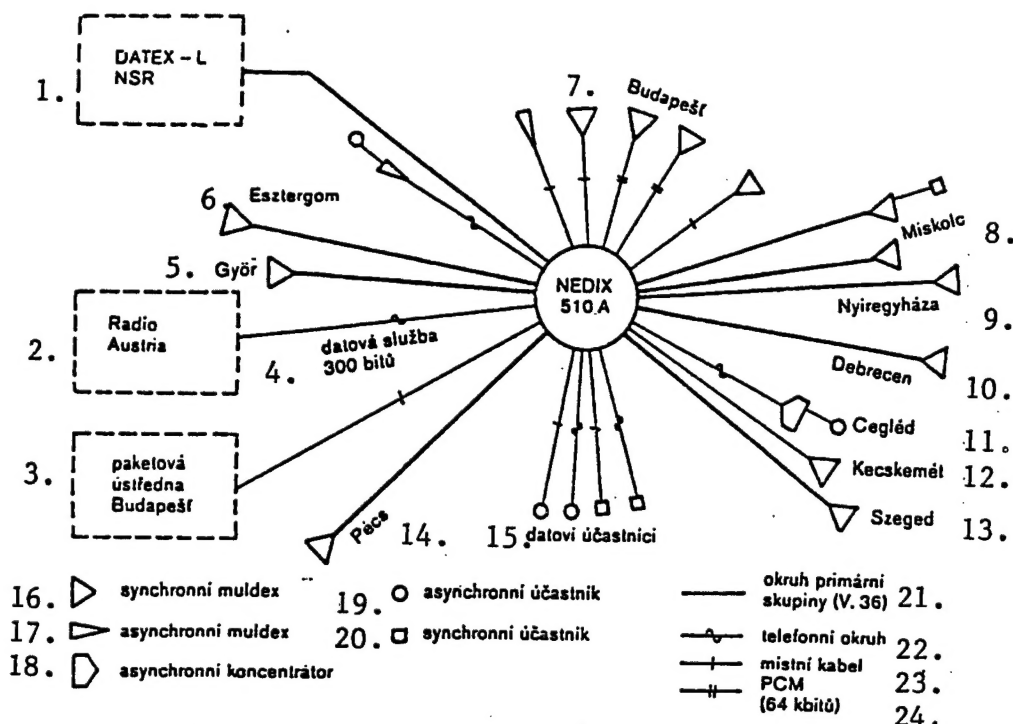 1.
DATEX – L
NSR
7.
Budapešť
6.
Esztergom
Miskolc
8.
5.
Györ
NEDIX
510 A
Nyiregyháza
9.
2.
Radio
Austria
4.
datová služba
300 bitů
Debrecen
10.
Cegléd
11.
3.
paketová
ústředna
Budapešť
Kecskemét
12.
Pécs
14.
15.
datoví účastníci
Szeged
13.
16.
synchronní muldex
19.
asynchronní účastník
okruh primární
skupiny (V. 36)
21.
17.
asynchronní muldex
20.
synchronní účastník
telefonní okruh
22.
18.
asynchronní koncentrátor
místní kabel
23.
PCM
(64 kbitů)
24.